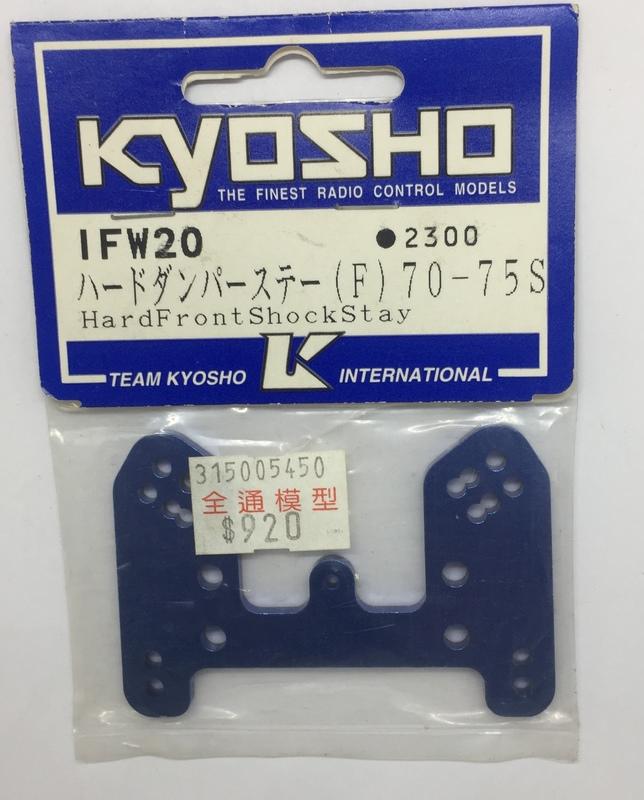 KYOSHO
THE FINEST RADIO CONTROL MODELS
IFW20 ●2300
ハードダンパーステー(F)70-75S
HardFrontShockStay
TEAM KYOSHO K INTERNATIONAL
315005450
全通模型
$920